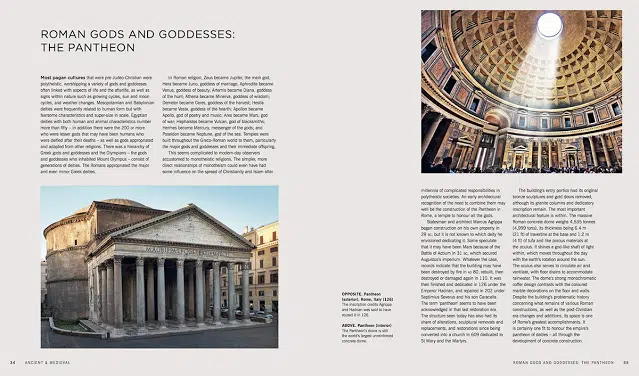 ROMAN GODS AND GODDESSES:
THE PANTHEON
Most pagan cultures that were pre-Judeo-Christian were
polytheistic, worshipping a variety of gods and goddesses
often linked with aspects of life and the afterlife, as well as
signs within nature such as growing cycles, sun and moon
cycles, and weather changes. Mesopotamian and Babylonian
deities were frequently related to human form but with
fearsome characteristics and super-size in scale. Egyptian
deities with both human and animal characteristics number
more than fifty – in addition there were the 200 or more
who were lesser gods that may have been humans who
were deified after their deaths – as well as gods appropriated
and adapted from other religions. There was a hierarchy of
Greek gods and goddesses and the Olympians – the gods
and goddesses who inhabited Mount Olympus – consist of
generations of deities. The Romans appropriated the major
and even minor Greek deities.
In Roman religion, Zeus became Jupiter, the main god,
Hera became Juno, goddess of marriage, Aphrodite became
Venus, goddess of beauty, Artemis became Diana, goddess
of the hunt, Athena became Minerva, goddess of wisdom,
Demeter became Ceres, goddess of the harvest, Hestia
became Vesta, goddess of the hearth, Apollon became
Apollo, god of poetry and music, Ares became Mars, god
of war, Hephaistos became Vulcan, god of blacksmiths,
Hermes became Mercury, messenger of the gods, and
Poseidon became Neptune, god of the sea. Temples were
built throughout the Greco-Roman world to them, particularly
the major gods and goddesses and their immediate offspring.
This seems complicated to modern-day observers
accustomed to monotheistic religions. The simpler, more
direct relationships of monotheism could even have had
some influence on the spread of Christianity and Islam after
millennia of complicated responsibilities in
polytheistic societies. An early architectural
recognition of the need to combine them may
well be the construction of the Pantheon in
Rome, a temple to honour all the gods.
Statesman and architect Marcus Agrippa
began construction on his own property in
29 BC, but it is not known to which deity he
envisioned dedicating it. Some speculate
that it may have been Mars because of the
Battle of Actium in 31 BC, which secured
Augustus's imperium. Whatever the case,
records indicate that the building may have
been destroyed by fire in AD 80, rebuilt, then
destroyed or damaged again in 110. It was
then finished and dedicated in 126 under the
Emperor Hadrian, and repaired in 202 under
Septimius Severus and his son Caracalla.
The term 'pantheon' seems to have been
acknowledged in that last restoration era.
The structure seen today has also had its
share of alterations, sculptural removals and
replacements, and restorations since being
converted into a church in 609 dedicated to
St Mary and the Martyrs.
The building's entry portico had its original
bronze sculptures and gold doors removed,
although its granite columns and dedicatory
inscription remain. The most important
architectural feature is within. The massive
Roman concrete dome weighs 4,535 tonnes
(4,999 tons), its thickness being 6.4 m
(21 ft) of travertine at the base and 1.2 m
(4 ft) of tufa and like porous materials at
the oculus. It shines a god-like shaft of light
within, which moves throughout the day
with the earth's rotation around the sun.
The oculus also serves to circulate air and
ventilate, with floor drains to accommodate
rainwater. The dome's strong monochromatic
coffer design contrasts with the coloured
marble decorations on the floor and walls.
Despite the building's problematic history
concerning what remains of various Roman
constructions, as well as the post-Christian
era changes and additions, its space is one
of Rome's greatest accomplishments. It
is certainly one fit to honour the empire's
pantheon of deities – all through the
development of concrete construction.
OPPOSITE. Pantheon
(exterior), Rome, Italy (126)
The inscription credits Agrippa
and Hadrian was said to have
reused it in 126.
ABOVE. Pantheon (interior)
The Pantheon's dome is still
the world's largest unreinforced
concrete dome.
34 ANCIENT & MEDIEVAL
ROMAN GODS AND GODDESSES: THE PANTHEON 35